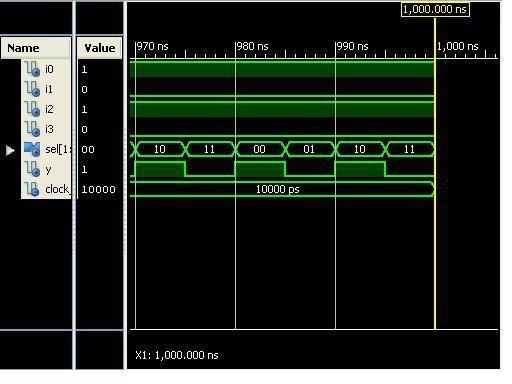 1,000.000 ns
Name Value 970 ns 980 ns 990 ns 1,000 ns
i0 1
i1 0
i2 1
i3 0
sel[1: 00 10 11 00 01 10 11
y 1
clock_ 10000 10000 ps
X1: 1,000.000 ns